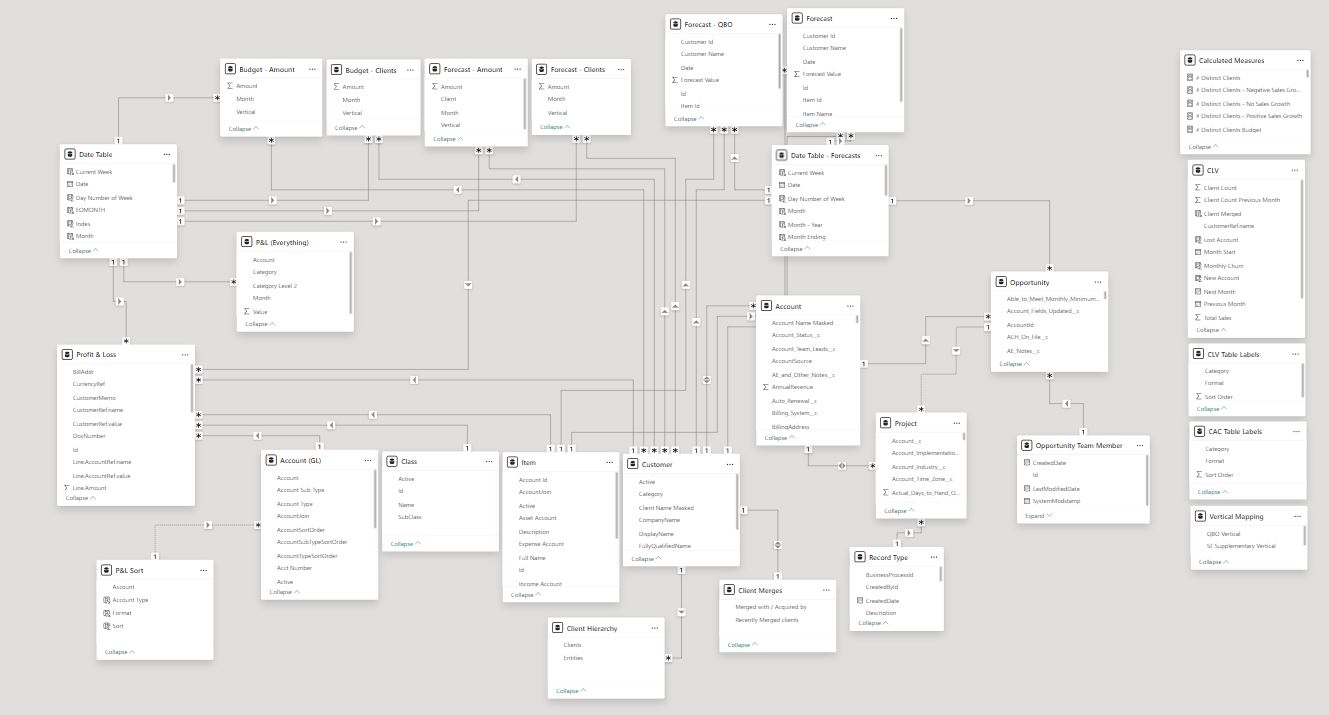 Forecast - QBO
Customer Id
Customer Name
Date
Forecast Value
Id
Item Id
Forecast
Customer Id
Customer Name
Date
Forecast Value
Id
Item Id
Item Name
Collapse
Budget - Amount
Amount
Month
Vertical
Collapse
Budget - Clients
Amount
Month
Vertical
Collapse
Forecast - Amount
Amount
Client
Month
Vertical
Collapse
Forecast - Clients
Amount
Month
Vertical
Collapse
Collapse
Calculated Measures
# Distinct Clients
# Distinct Clients - Negative Sales Gro...
# Distinct Clients - No Sales Growth
# Distinct Clients - Positive Sales Growth
# Distinct Clients Budget
Collapse
Date Table
Current Week
Date
Day Number of Week
EOMONTH
Index
Month
Collapse
Date Table - Forecasts
Current Week
Date
Day Number of Week
Month
Month - Year
Month Ending
Collapse
CLV
Client Count
Client Count Previous Month
Client Merged
CustomerRef.name
Lost Account
Month Start
Monthly Churn
New Account
Next Month
Previous Month
Total Sales
Collapse
P&L (Everything)
Account
Category
Category Level 2
Month
Value
Collapse
Opportunity
Able_to_Meet_Monthly_Minimum...
Account_Fields_Updated__c
AccountId
ACH_On_File__c
AE_Notes__c
Collapse
Account
Account Name Masked
Account_Status__c
Account_Team_Leads__c
AccountSource
AE_and_Other_Notes__c
AnnualRevenue
Auto_Renewal__c
Billing_System__c
BillingAddress
Collapse
Profit & Loss
BillAddr
CurrencyRef
CustomerMemo
CustomerRef.name
CustomerRef.value
DocNumber
Id
Line.AccountRef.name
Line.AccountRef.value
Line.Amount
Collapse
CLV Table Labels
Category
Format
Sort Order
Collapse
Project
Account__c
Account_Implementatio...
Account_Industry__c
Account_Time_Zone__c
Actual_Days_to_Hand_O...
Collapse
CAC Table Labels
Category
Format
Sort Order
Collapse
Opportunity Team Member
CreatedDate
Id
LastModifiedDate
SystemModstamp
Expand
Account (GL)
Account
Account Sub-Type
Account Type
AccountJoin
AccountSortOrder
AccountSubTypeSortOrder
AccountTypeSortOrder
Acct Number
Active
Collapse
Class
Active
Id
Name
SubClass
Collapse
Item
Account Id
AccountJoin
Active
Asset Account
Description
Expense Account
Full Name
Id
Income Account
Collapse
Customer
Active
Category
Client Name Masked
CompanyName
DisplayName
FullyQualifiedName
Collapse
Vertical Mapping
QBO Vertical
SF Supplementary Vertical
Collapse
Record Type
BusinessProcessId
CreatedById
CreatedDate
Description
Collapse
P&L Sort
Account
Account Type
Format
Sort
Collapse
Client Merges
Merged with / Acquired by
Recently Merged clients
Collapse
Client Hierarchy
Clients
Entities
Collapse